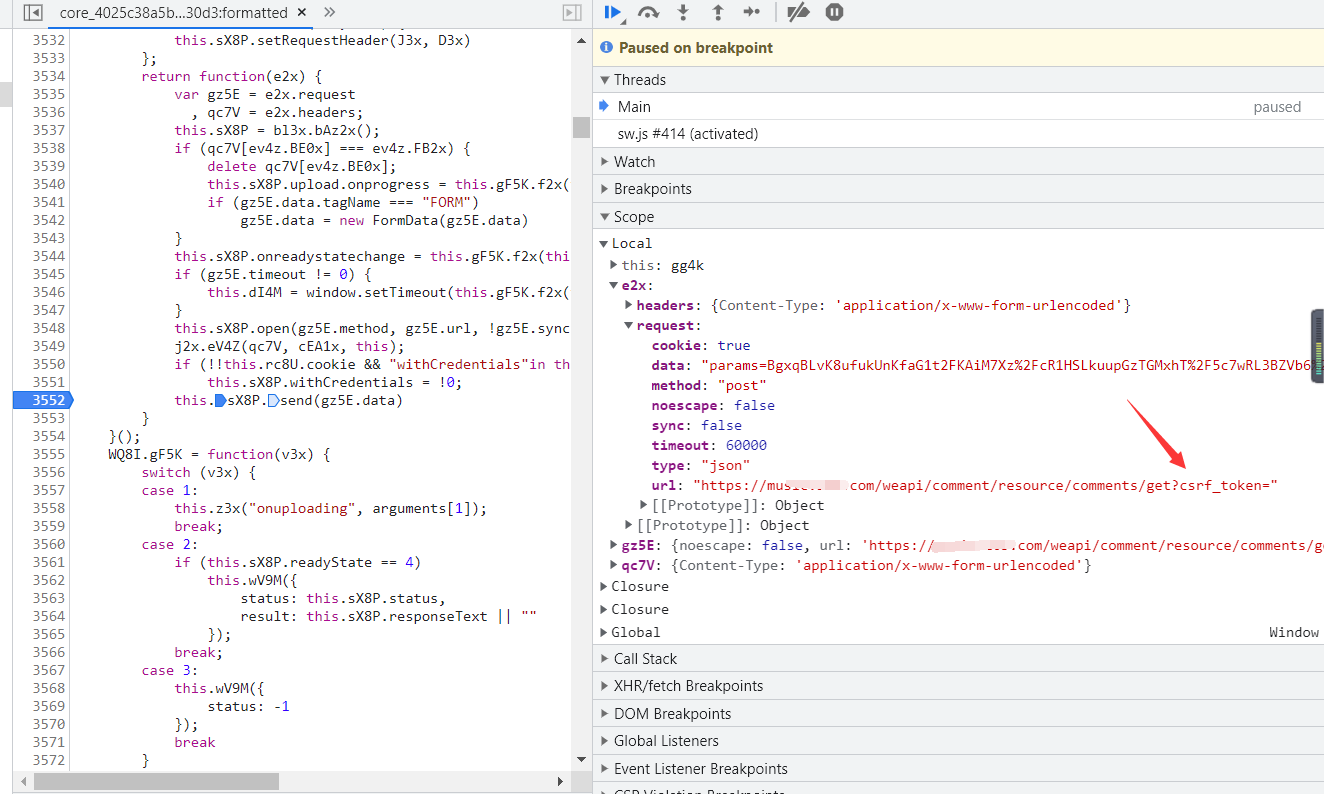 core_4025c38a5b...30d3:formatted × »
3532 this.sX8P.setRequestHeader(J3x, D3x)
3533 };
3534 return function(e2x) {
3535 var gz5E = e2x.request
3536 , qc7V = e2x.headers;
3537 this.sX8P = bl3x.bAz2x();
3538 if (qc7V[ev4z.BE0x] === ev4z.FB2x) {
3539 delete qc7V[ev4z.BE0x];
3540 this.sX8P.upload.onprogress = this.gF5K.f2x(
3541 if (gz5E.data.tagName === "FORM")
3542 gz5E.data = new FormData(gz5E.data)
3543 }
3544 this.sX8P.onreadystatechange = this.gF5K.f2x(thi
3545 if (gz5E.timeout != 0) {
3546 this.dI4M = window.setTimeout(this.gF5K.f2x(
3547 }
3548 this.sX8P.open(gz5E.method, gz5E.url, !gz5E.sync
3549 j2x.eV4Z(qc7V, cEA1x, this);
3550 if (!!this.rc8U.cookie && "withCredentials"in th
3551 this.sX8P.withCredentials = !0;
3552 this.sX8P.send(gz5E.data)
3553 }
3554 }();
3555 WQ8I.gF5K = function(v3x) {
3556 switch (v3x) {
3557 case 1:
3558 this.z3x("onuploading", arguments[1]);
3559 break;
3560 case 2:
3561 if (this.sX8P.readyState == 4)
3562 this.wV9M({
3563 status: this.sX8P.status,
3564 result: this.sX8P.responseText || ""
3565 });
3566 break;
3567 case 3:
3568 this.wV9M({
3569 status: -1
3570 });
3571 break
3572 }
Paused on breakpoint
Threads
Main paused
sw.js #414 (activated)
Watch
Breakpoints
Scope
Local
this: gg4k
e2x:
headers: {Content-Type: 'application/x-www-form-urlencoded'}
request:
cookie: true
data: "params=BgxqBLvK8ufukUnKfaG1t2FKAiM7Xz%2FcR1HSLkuupGzTGMxhT%2F5c7wRL3BZVb6
method: "post"
noescape: false
sync: false
timeout: 60000
type: "json"
url: "https://mus .com/weapi/comment/resource/comments/get?csrf_token="
[[Prototype]]: Object
[[Prototype]]: Object
gz5E: {noescape: false, url: 'https:// .com/weapi/comment/resource/comments/g
qc7V: {Content-Type: 'application/x-www-form-urlencoded'}
Closure
Closure
Global Window
Call Stack
XHR/fetch Breakpoints
DOM Breakpoints
Global Listeners
Event Listener Breakpoints
CSP Violation Breakpoints